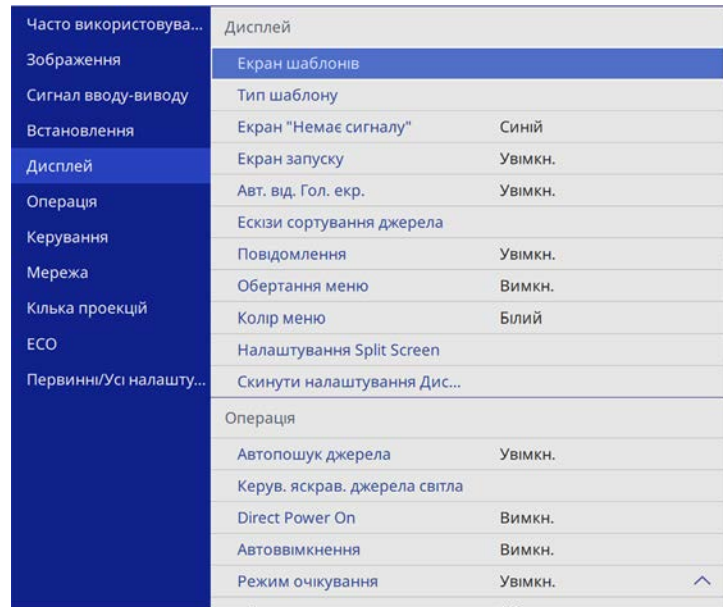 Часто використовува...
Зображення
Сигнал вводу-виводу
Встановлення
Дисплей
Операція
Керування
Мережа
Кілька проекцій
ECO
Первинні/Усі налашту...
Дисплей
Екран шаблонів
Тип шаблону
Екран "Немає сигналу" Синій
Екран запуску Увімкн.
Авт. від. Гол. екр. Увімкн.
Ескізи сортування джерела
Повідомлення Увімкн.
Обертання меню Вимкн.
Колір меню Білий
Налаштування Split Screen
Скинути налаштування Дис...
Операція
Автопошук джерела Увімкн.
Керув. яскрав. джерела світла
Direct Power On Вимкн.
Автоввімкнення Вимкн.
Режим очікування Увімкн.